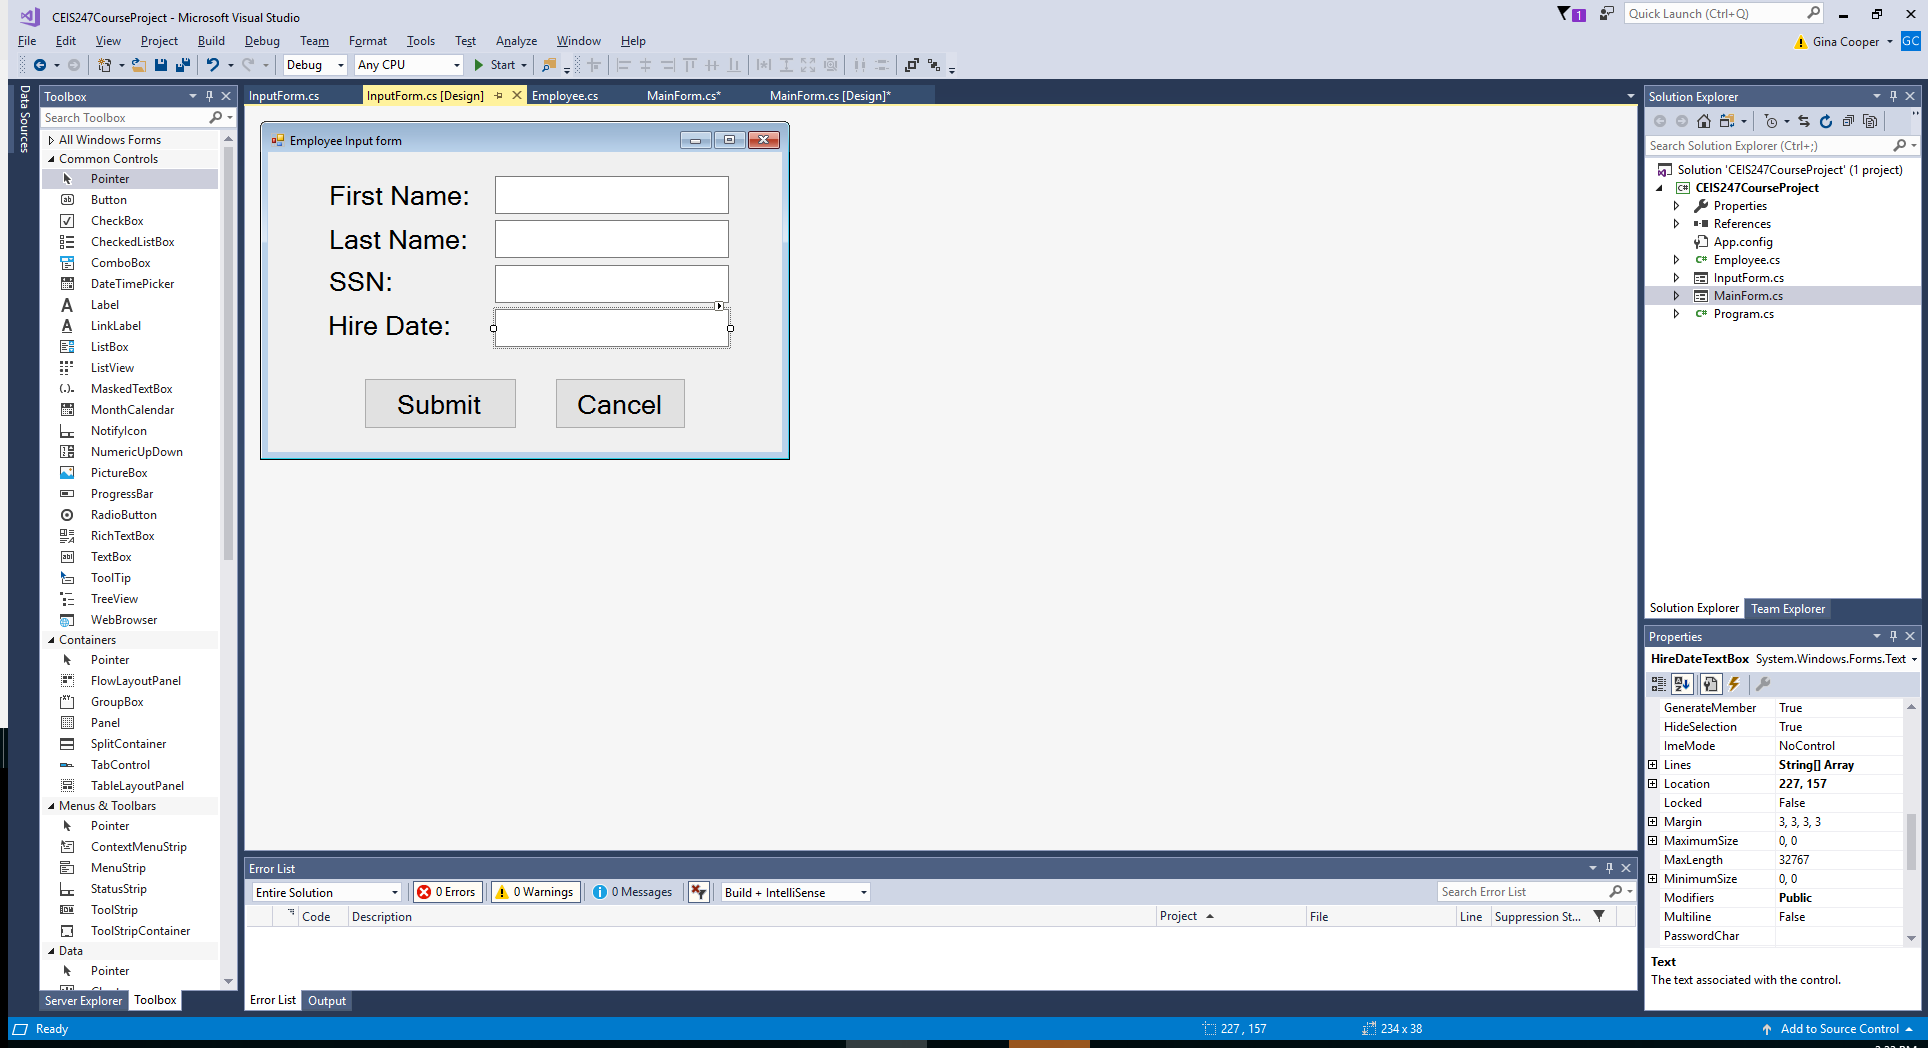 CEIS247CourseProject - Microsoft Visual Studio
1
Quick Launch (Ctrl+Q)
File Edit View Project Build Debug Team Format Tools Test Analyze Window Help
Gina Cooper
GC
Debug
Any CPU
Start
Data Sources
Toolbox
Search Toolbox
All Windows Forms
Common Controls
Pointer
Button
CheckBox
CheckedListBox
ComboBox
DateTimePicker
Label
LinkLabel
ListBox
ListView
MaskedTextBox
MonthCalendar
NotifyIcon
NumericUpDown
PictureBox
ProgressBar
RadioButton
RichTextBox
TextBox
ToolTip
TreeView
WebBrowser
Containers
Pointer
FlowLayoutPanel
GroupBox
Panel
SplitContainer
TabControl
TableLayoutPanel
Menus & Toolbars
Pointer
ContextMenuStrip
MenuStrip
StatusStrip
ToolStrip
ToolStripContainer
Data
Pointer
Server Explorer
Toolbox
InputForm.cs
InputForm.cs [Design]
Employee.cs
MainForm.cs*
MainForm.cs [Design]*
Employee Input form
First Name:
Last Name:
SSN:
Hire Date:
Submit
Cancel
Error List
Entire Solution
0 Errors
0 Warnings
0 Messages
Build + IntelliSense
Search Error List
Code
Description
Project
File
Line
Suppression St...
Error List
Output
Solution Explorer
Search Solution Explorer (Ctrl+;)
Solution 'CEIS247CourseProject' (1 project)
CEIS247CourseProject
Properties
References
App.config
Employee.cs
InputForm.cs
MainForm.cs
Program.cs
Solution Explorer
Team Explorer
Properties
HireDateTextBox System.Windows.Forms.Text
GenerateMember True
HideSelection True
ImeMode NoControl
Lines String[] Array
Location 227, 157
Locked False
Margin 3, 3, 3, 3
MaximumSize 0, 0
MaxLength 32767
MinimumSize 0, 0
Modifiers Public
Multiline False
PasswordChar
Text
The text associated with the control.
Ready
227 , 157
234 x 38
Add to Source Control